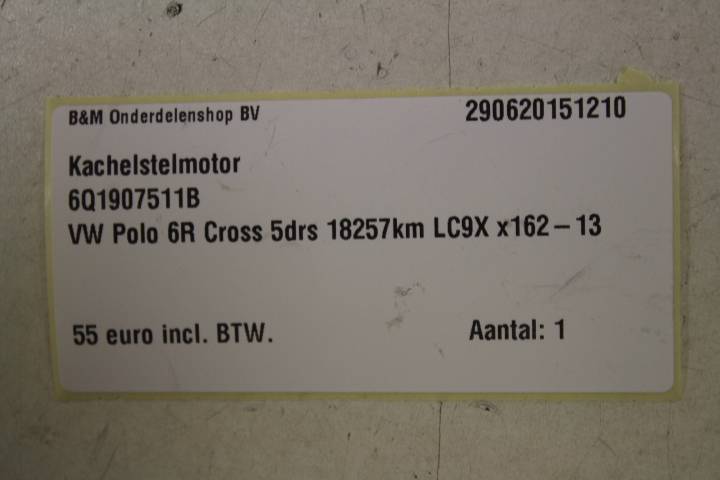 B&M Onderdelenshop BV 290620151210
Kachelstelmotor
6Q1907511B
VW Polo 6R Cross 5drs 18257km LC9X x162-13
55 euro incl. BTW. Aantal: 1